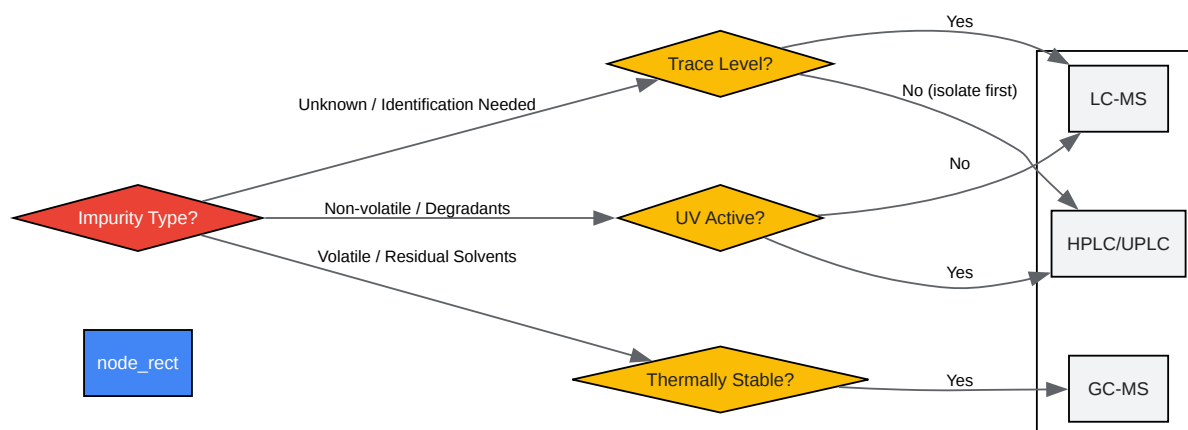 Yes
Trace Level?
LC-MS
No (isolate first)
Unknown / Identification Needed
No
Non-volatile / Degradants
Impurity Type?
UV Active?
HPLC/UPLC
Volatile / Residual Solvents
Yes
node_rect
Thermally Stable?
Yes
GC-MS